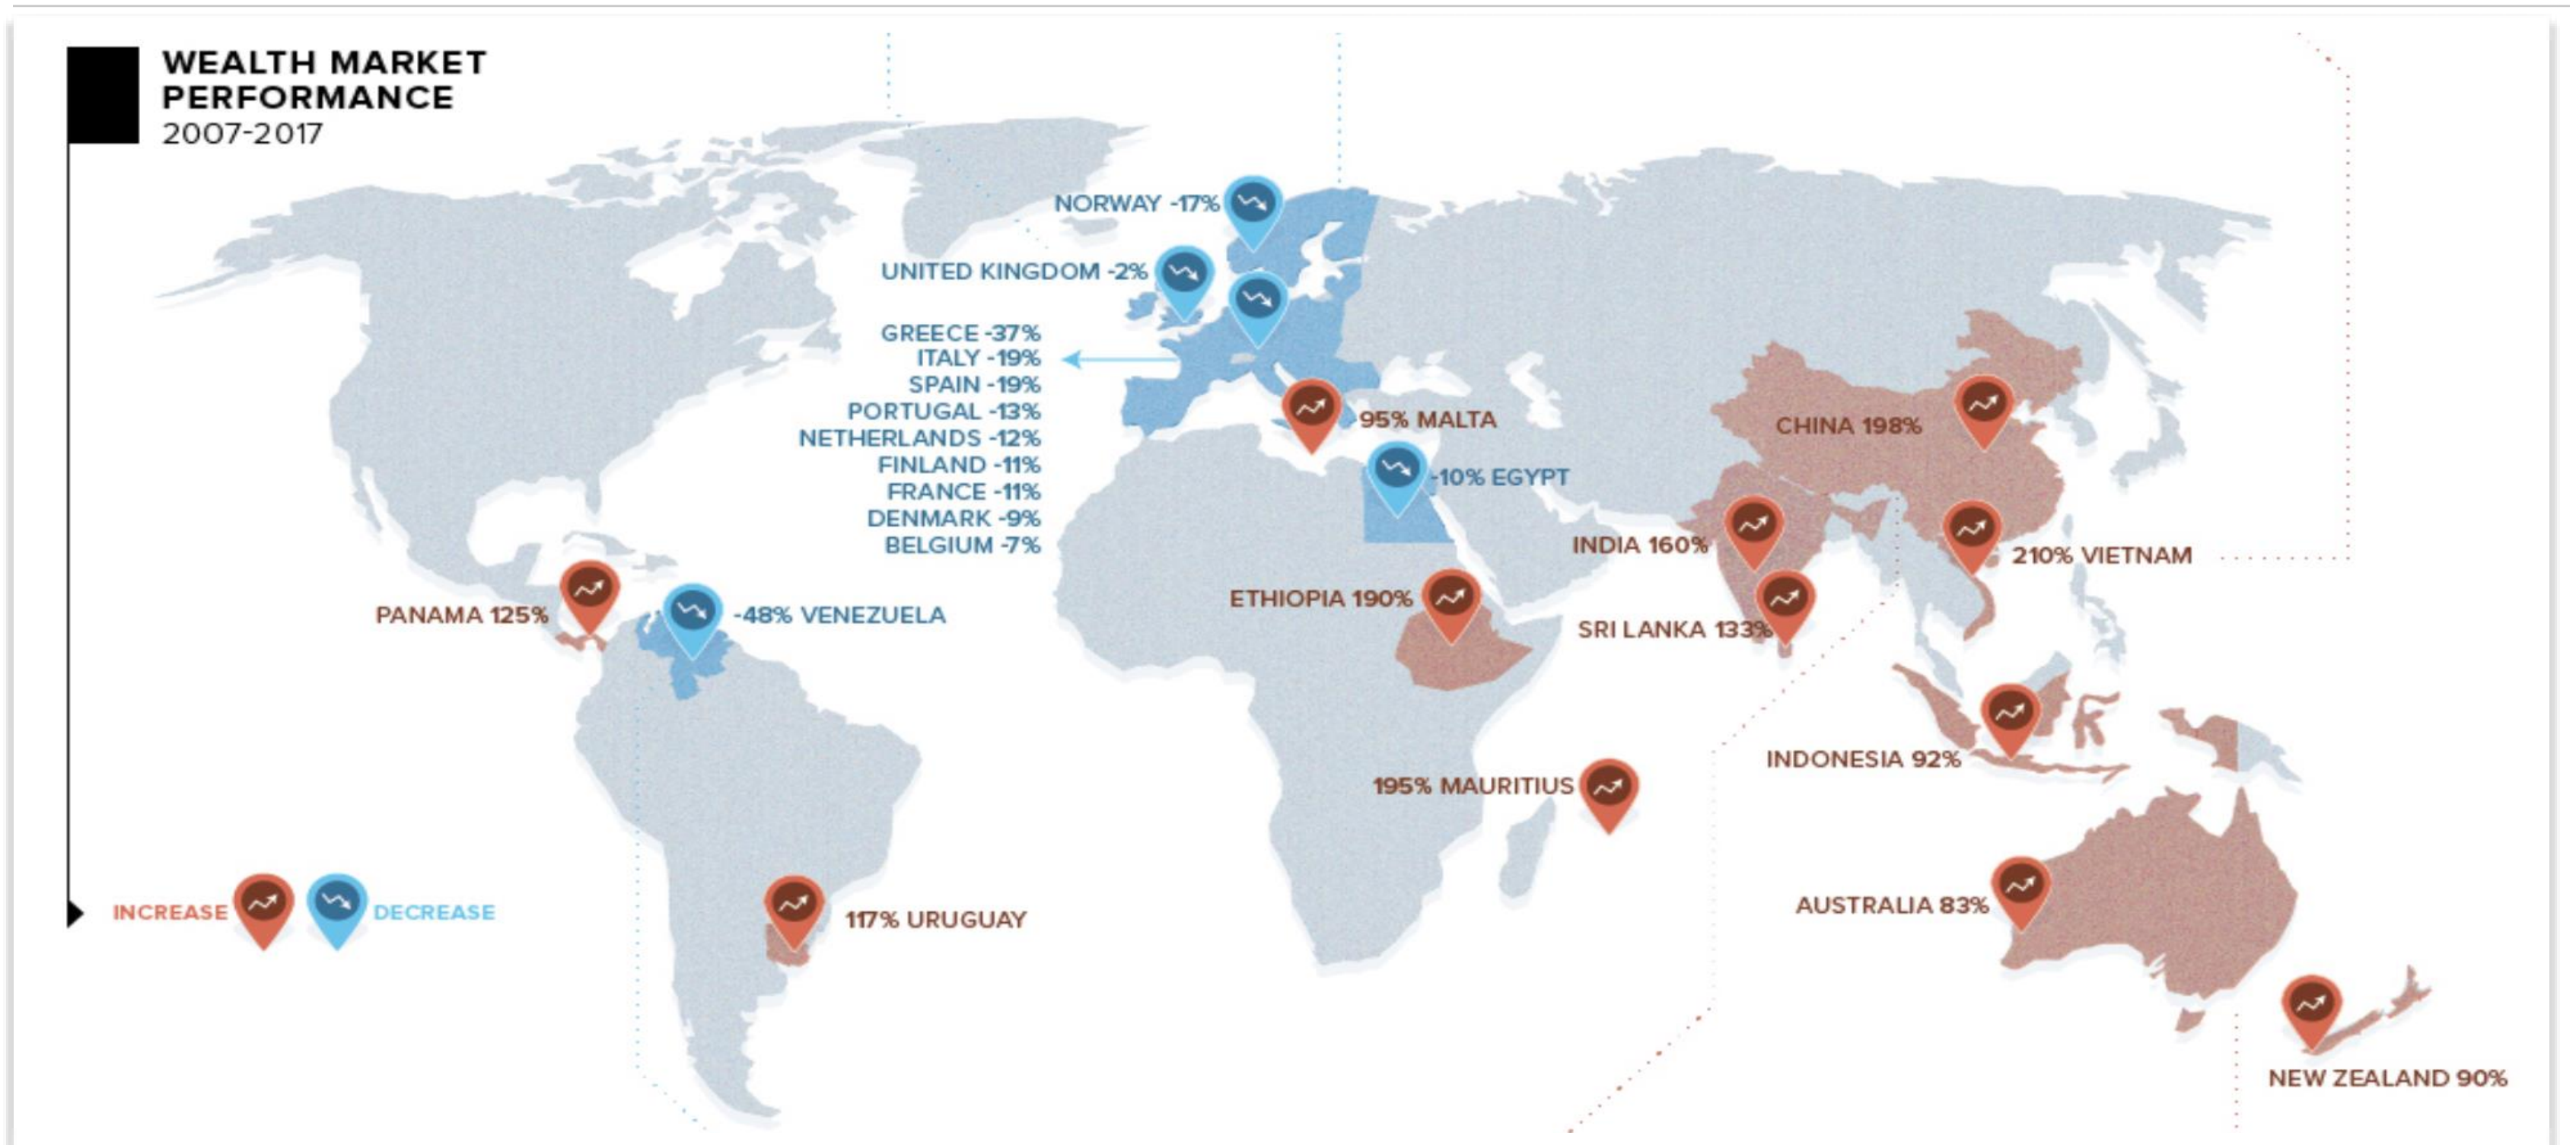 WEALTH MARKET
PERFORMANCE
2007-2017
NORWAY -17%
UNITED KINGDOM -2%
GREECE -37%
ITALY -19%
SPAIN -19%
PORTUGAL -13%
NETHERLANDS -12%
FINLAND -11%
FRANCE -11%
DENMARK -9%
BELGIUM -7%
95% MALTA
-10% EGYPT
CHINA 198%
INDIA 160%
210% VIETNAM
ETHIOPIA 190%
SRI LANKA 133%
PANAMA 125%
-48% VENEZUELA
INDONESIA 92%
195% MAURITIUS
AUSTRALIA 83%
117% URUGUAY
INCREASE
DECREASE
NEW ZEALAND 90%